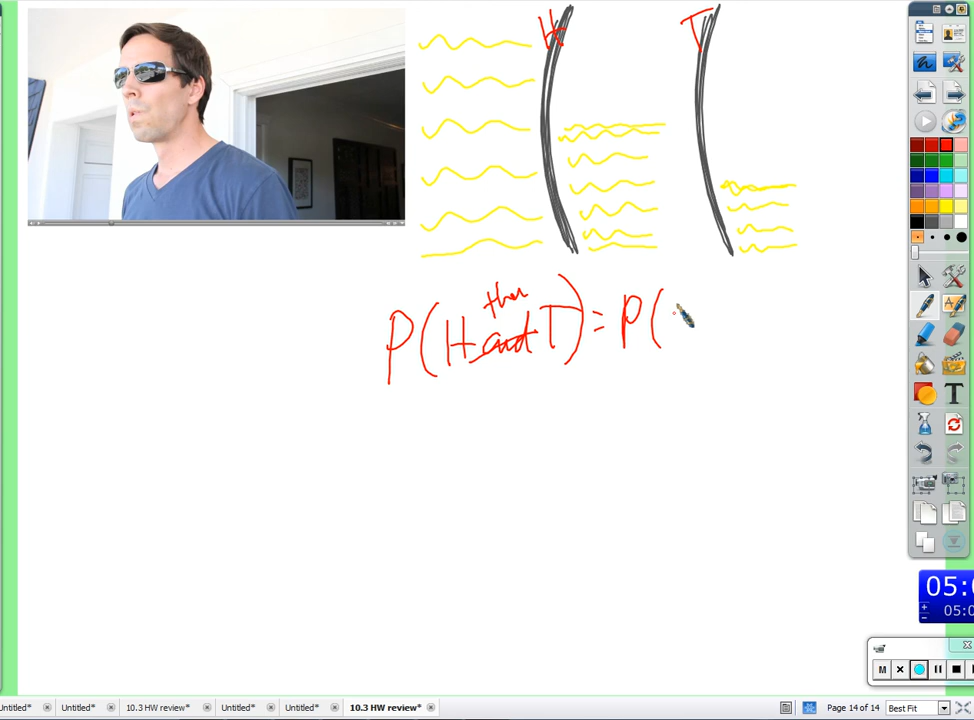 H T
then
P(H and T) = P(
05:0
05:0
M
Untitled* Untitled* 10.3 HW review* Untitled* Untitled* 10.3 HW review* Page 14 of 14 Best Fit